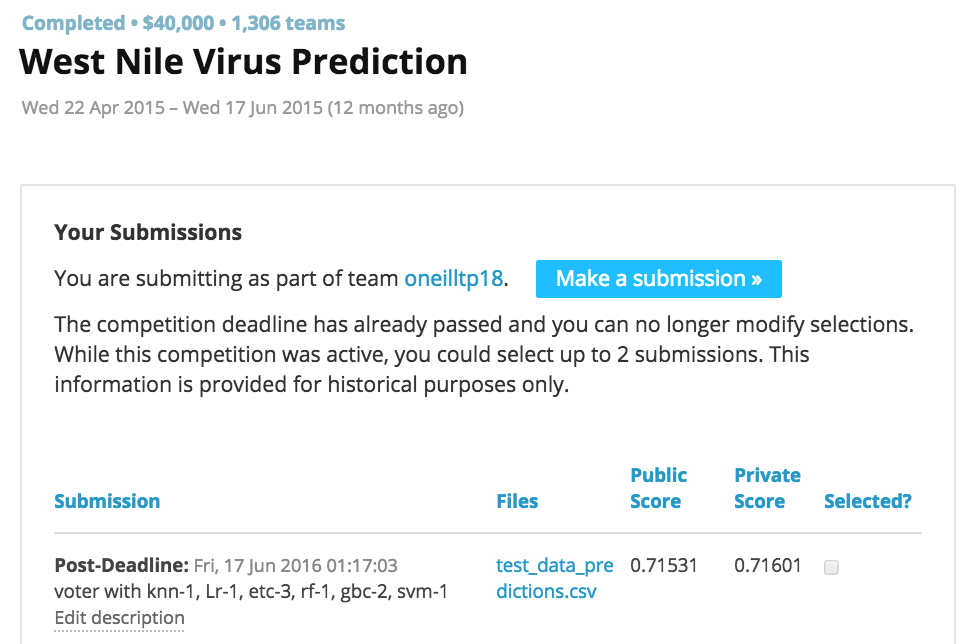 Completed • $40,000 • 1,306 teams
West Nile Virus Prediction
Wed 22 Apr 2015 – Wed 17 Jun 2015 (12 months ago)
Your Submissions
You are submitting as part of team oneilltp18. Make a submission »
The competition deadline has already passed and you can no longer modify selections.
While this competition was active, you could select up to 2 submissions. This
information is provided for historical purposes only.
Submission Files Public Score Private Score Selected?
Post-Deadline: Fri, 17 Jun 2016 01:17:03 test_data_pre 0.71531 0.71601
voter with knn-1, Lr-1, etc-3, rf-1, gbc-2, svm-1 dictions.csv
Edit description